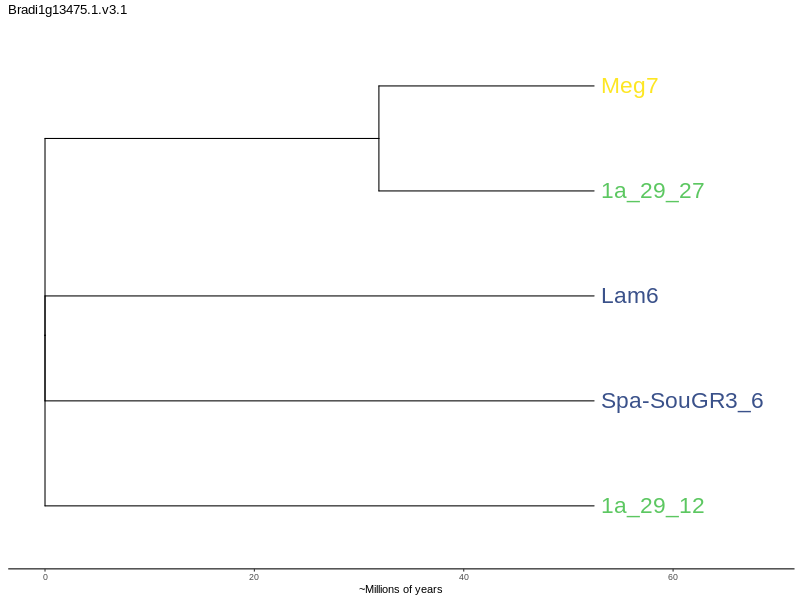 Bradi1g13475.1.v3.1
Meg7
1a_29_27
Lam6
Spa-SouGR3_6
1a_29_12
0 20 40 60
~Millions of years